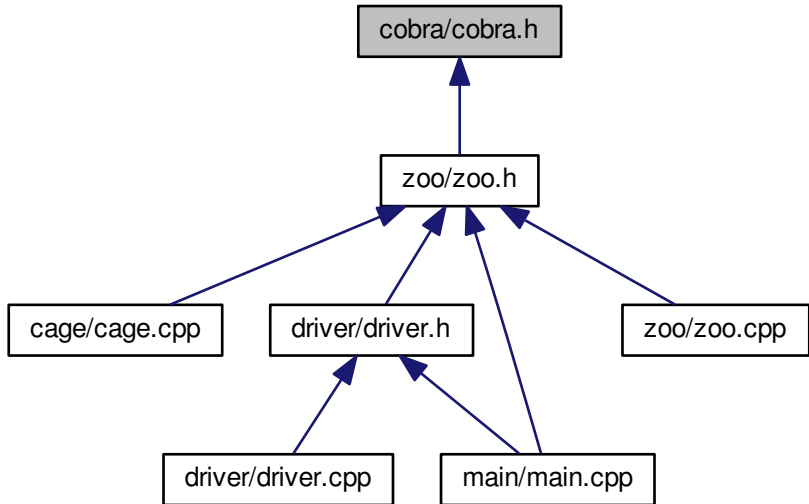 cobra/cobra.h
zoo/zoo.h
cage/cage.cpp
driver/driver.h
zoo/zoo.cpp
driver/driver.cpp
main/main.cpp